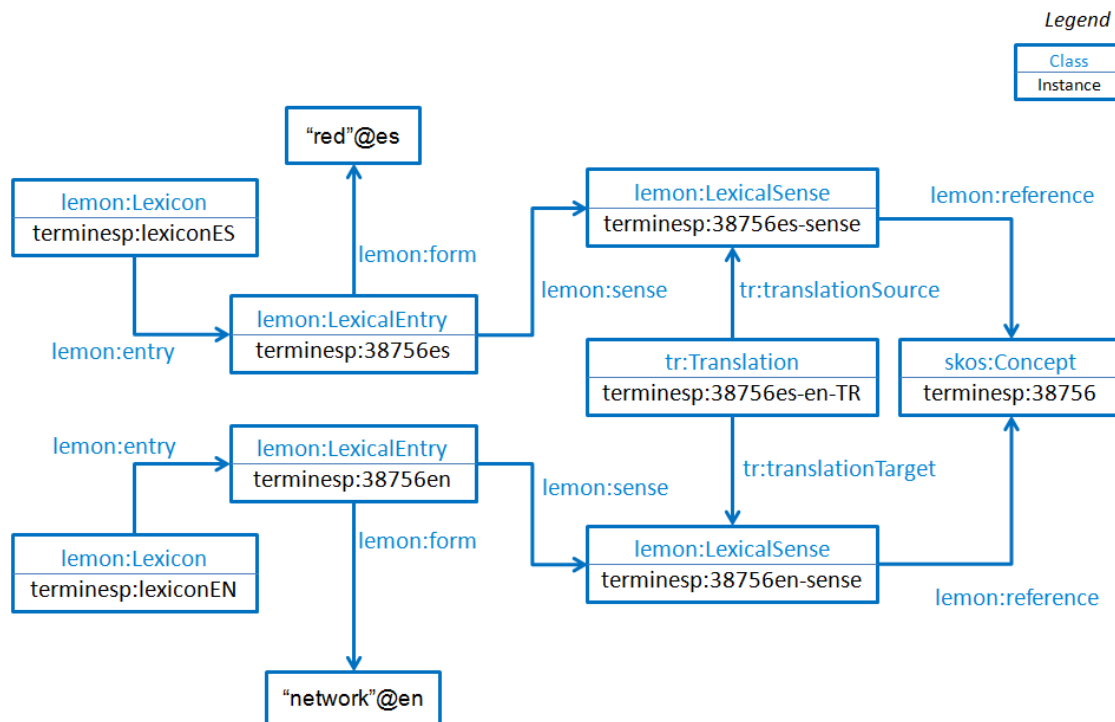 Legend
Class
Instance
“red”@es
lemon:Lexicon
terminesp:lexiconES
lemon:form
lemon:entry
lemon:LexicalEntry
terminesp:38756es
lemon:sense
lemon:LexicalSense
terminesp:38756es-sense
lemon:reference
tr:translationSource
tr:Translation
terminesp:38756es-en-TR
skos:Concept
terminesp:38756
lemon:entry
lemon:LexicalEntry
terminesp:38756en
lemon:sense
tr:translationTarget
lemon:Lexicon
terminesp:lexiconEN
lemon:form
lemon:LexicalSense
terminesp:38756en-sense
lemon:reference
“network”@en